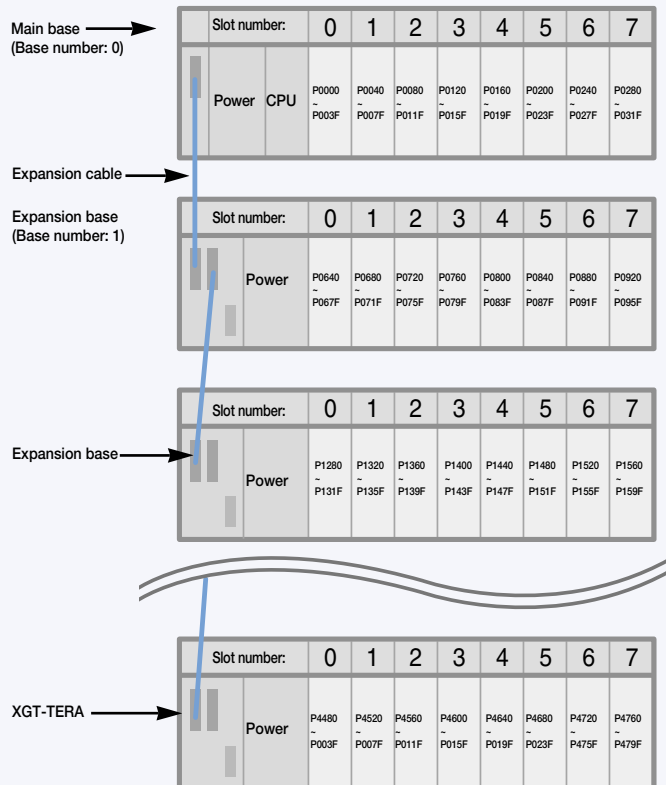 Main base
(Base number: 0)
Slot number: 0 1 2 3 4 5 6 7
Power CPU
P0000 ~ P003F
P0040 ~ P007F
P0080 ~ P011F
P0120 ~ P015F
P0160 ~ P019F
P0200 ~ P023F
P0240 ~ P027F
P0280 ~ P031F
Expansion cable
Expansion base
(Base number: 1)
Slot number: 0 1 2 3 4 5 6 7
Power
P0640 ~ P067F
P0680 ~ P071F
P0720 ~ P075F
P0760 ~ P079F
P0800 ~ P083F
P0840 ~ P087F
P0880 ~ P091F
P0920 ~ P095F
Expansion base
Slot number: 0 1 2 3 4 5 6 7
Power
P1280 ~ P131F
P1320 ~ P135F
P1360 ~ P139F
P1400 ~ P143F
P1440 ~ P147F
P1480 ~ P151F
P1520 ~ P155F
P1560 ~ P159F
XGT-TERA
Slot number: 0 1 2 3 4 5 6 7
Power
P4480 ~ P003F
P4520 ~ P007F
P4560 ~ P011F
P4600 ~ P015F
P4640 ~ P019F
P4680 ~ P023F
P4720 ~ P475F
P4760 ~ P479F